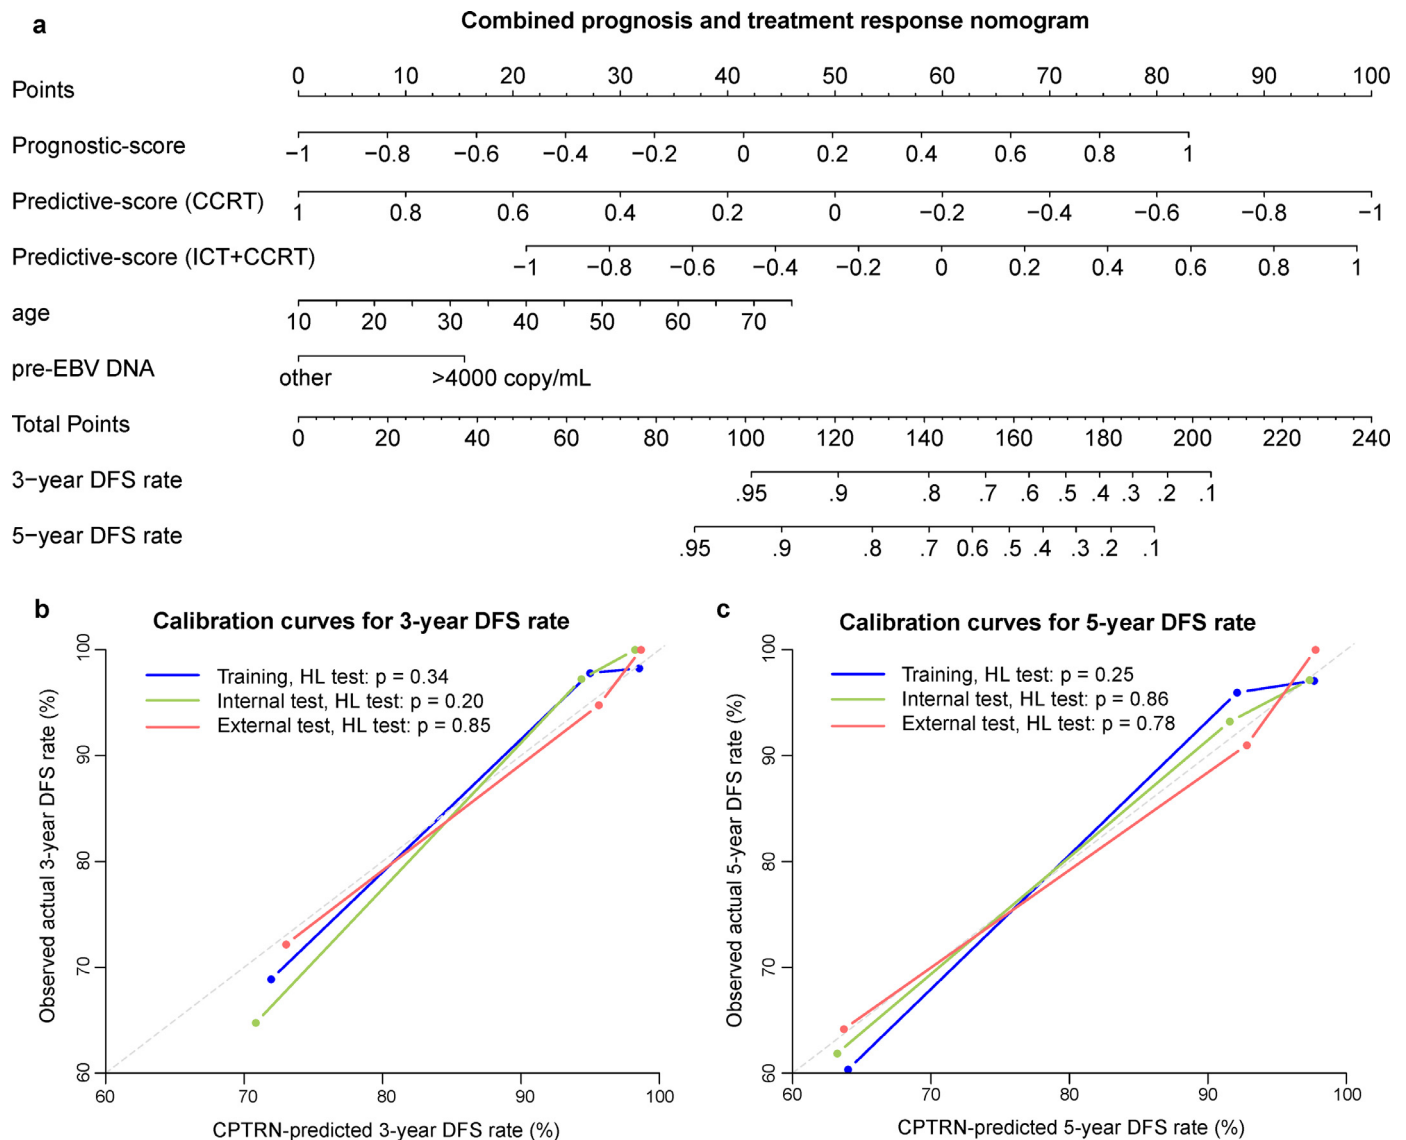 a
Combined prognosis and treatment response nomogram
Points
0 10 20 30 40 50 60 70 80 90 100
Prognostic-score
−1 −0.8 −0.6 −0.4 −0.2 0 0.2 0.4 0.6 0.8 1
Predictive-score (CCRT)
1 0.8 0.6 0.4 0.2 0 −0.2 −0.4 −0.6 −0.8 −1
Predictive-score (ICT+CCRT)
−1 −0.8 −0.6 −0.4 −0.2 0 0.2 0.4 0.6 0.8 1
age
10 20 30 40 50 60 70
pre-EBV DNA
other >4000 copy/mL
Total Points
0 20 40 60 80 100 120 140 160 180 200 220 240
3−year DFS rate
.95 .9 .8 .7 .6 .5 .4 .3 .2 .1
5−year DFS rate
.95 .9 .8 .7 0.6 .5 .4 .3 .2 .1
b
Calibration curves for 3-year DFS rate
Training, HL test: p = 0.34
Internal test, HL test: p = 0.20
External test, HL test: p = 0.85
Observed actual 3-year DFS rate (%)
100
90
80
70
60
60 70 80 90 100
CPTRN-predicted 3-year DFS rate (%)
c
Calibration curves for 5-year DFS rate
Training, HL test: p = 0.25
Internal test, HL test: p = 0.86
External test, HL test: p = 0.78
Observed actual 5-year DFS rate (%)
100
90
80
70
60
60 70 80 90 100
CPTRN-predicted 5-year DFS rate (%)